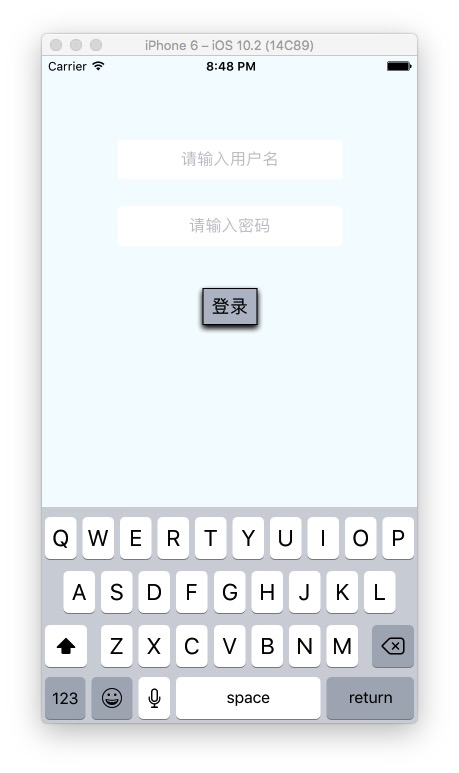 iPhone 6 – iOS 10.2 (14C89)
Carrier 8:48 PM
请输入用户名
请输入密码
登录
Q W E R T Y U I O P
A S D F G H J K L
Z X C V B N M
123 space return